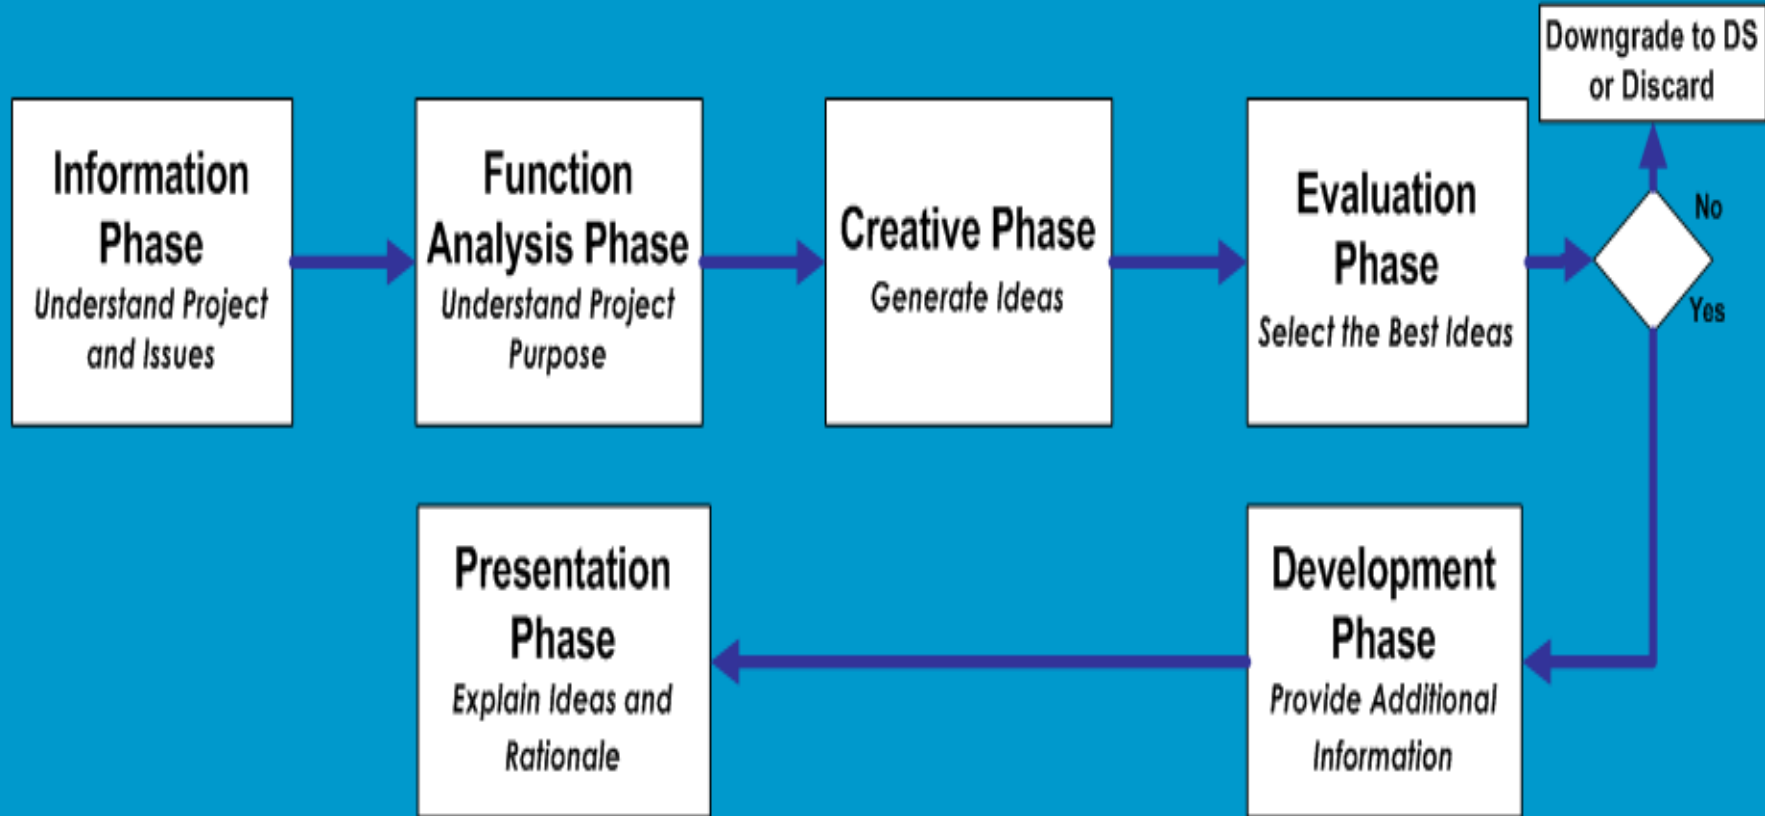 Information
Phase
Understand Project
and Issues
Function
Analysis Phase
Understand Project
Purpose
Creative Phase
Generate Ideas
Evaluation
Phase
Select the Best Ideas
Downgrade to DS
or Discard
No
Yes
Development
Phase
Provide Additional
Information
Presentation
Phase
Explain Ideas and
Rationale